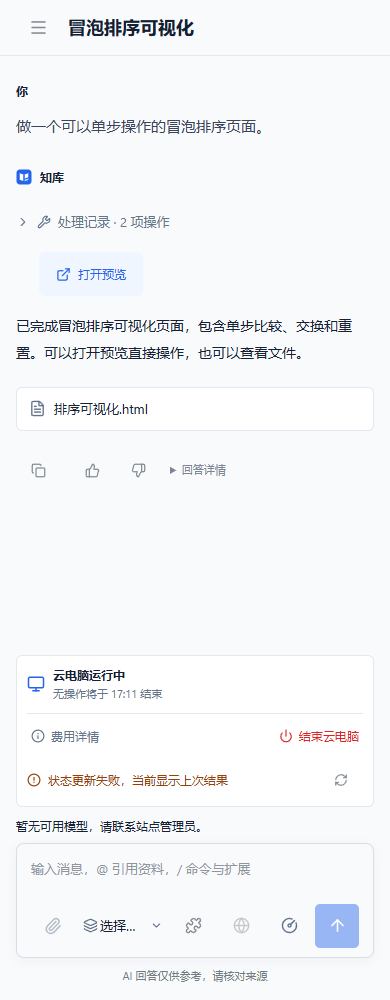 冒泡排序可视化
你
做一个可以单步操作的冒泡排序页面。
知库
处理记录 · 2 项操作
打开预览
已完成冒泡排序可视化页面，包含单步比较、交换和重
置。可以打开预览直接操作，也可以查看文件。
排序可视化.html
回答详情
云电脑运行中
无操作将于 17:11 结束
费用详情
结束云电脑
状态更新失败，当前显示上次结果
暂无可用模型，请联系站点管理员。
输入消息，@ 引用资料，/ 命令与扩展
选择...
AI 回答仅供参考，请核对来源